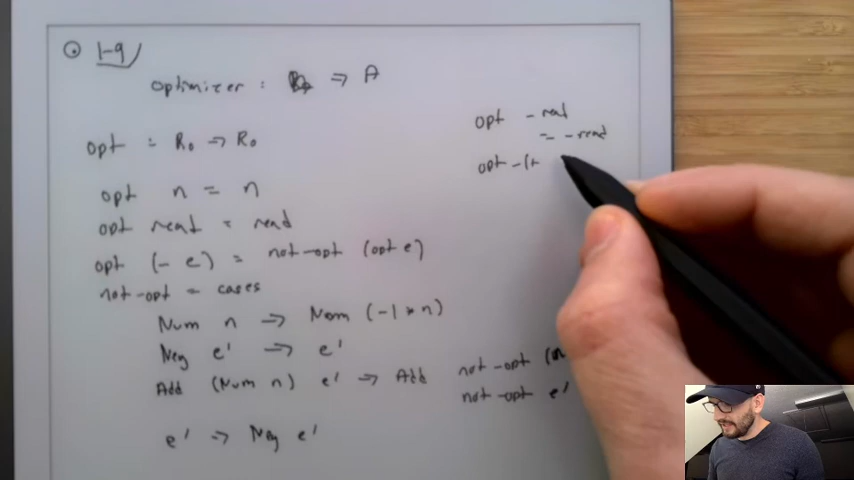 1-9
optimizer : R₀ ⇒ A
opt : R₀ → R₀
opt n = n
opt read = read
opt (- e) = not-opt (opt e)
not-opt = cases
Num n → Num (-1 * n)
Neg e' → e'
Add (Num n) e' ⇒ Add not-opt (n
not-opt e'
e' → Neg e'
opt - read
= - read
opt - (+